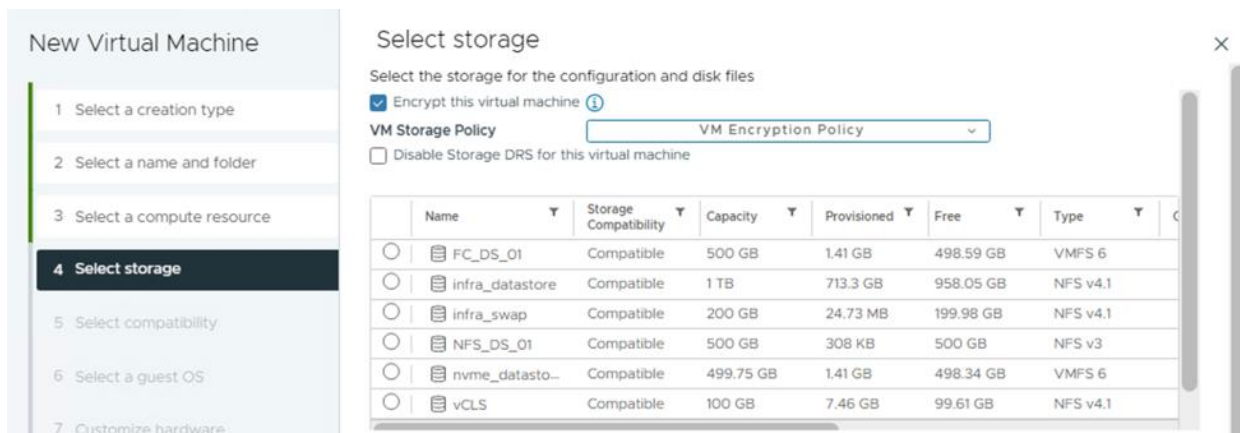 New Virtual Machine
1 Select a creation type
2 Select a name and folder
3 Select a compute resource
4 Select storage
5 Select compatibility
6 Select a guest OS
7 Customize hardware
Select storage
Select the storage for the configuration and disk files
Encrypt this virtual machine
VM Storage Policy VM Encryption Policy
Disable Storage DRS for this virtual machine
Name Storage Compatibility Capacity Provisioned Free Type
FC_DS_01 Compatible 500 GB 1.41 GB 498.59 GB VMFS 6
infra_datastore Compatible 1 TB 713.3 GB 958.05 GB NFS v4.1
infra_swap Compatible 200 GB 24.73 MB 199.98 GB NFS v4.1
NFS_DS_01 Compatible 500 GB 308 KB 500 GB NFS v3
nvme_datasto... Compatible 499.75 GB 1.41 GB 498.34 GB VMFS 6
vCLS Compatible 100 GB 7.46 GB 99.61 GB NFS v4.1